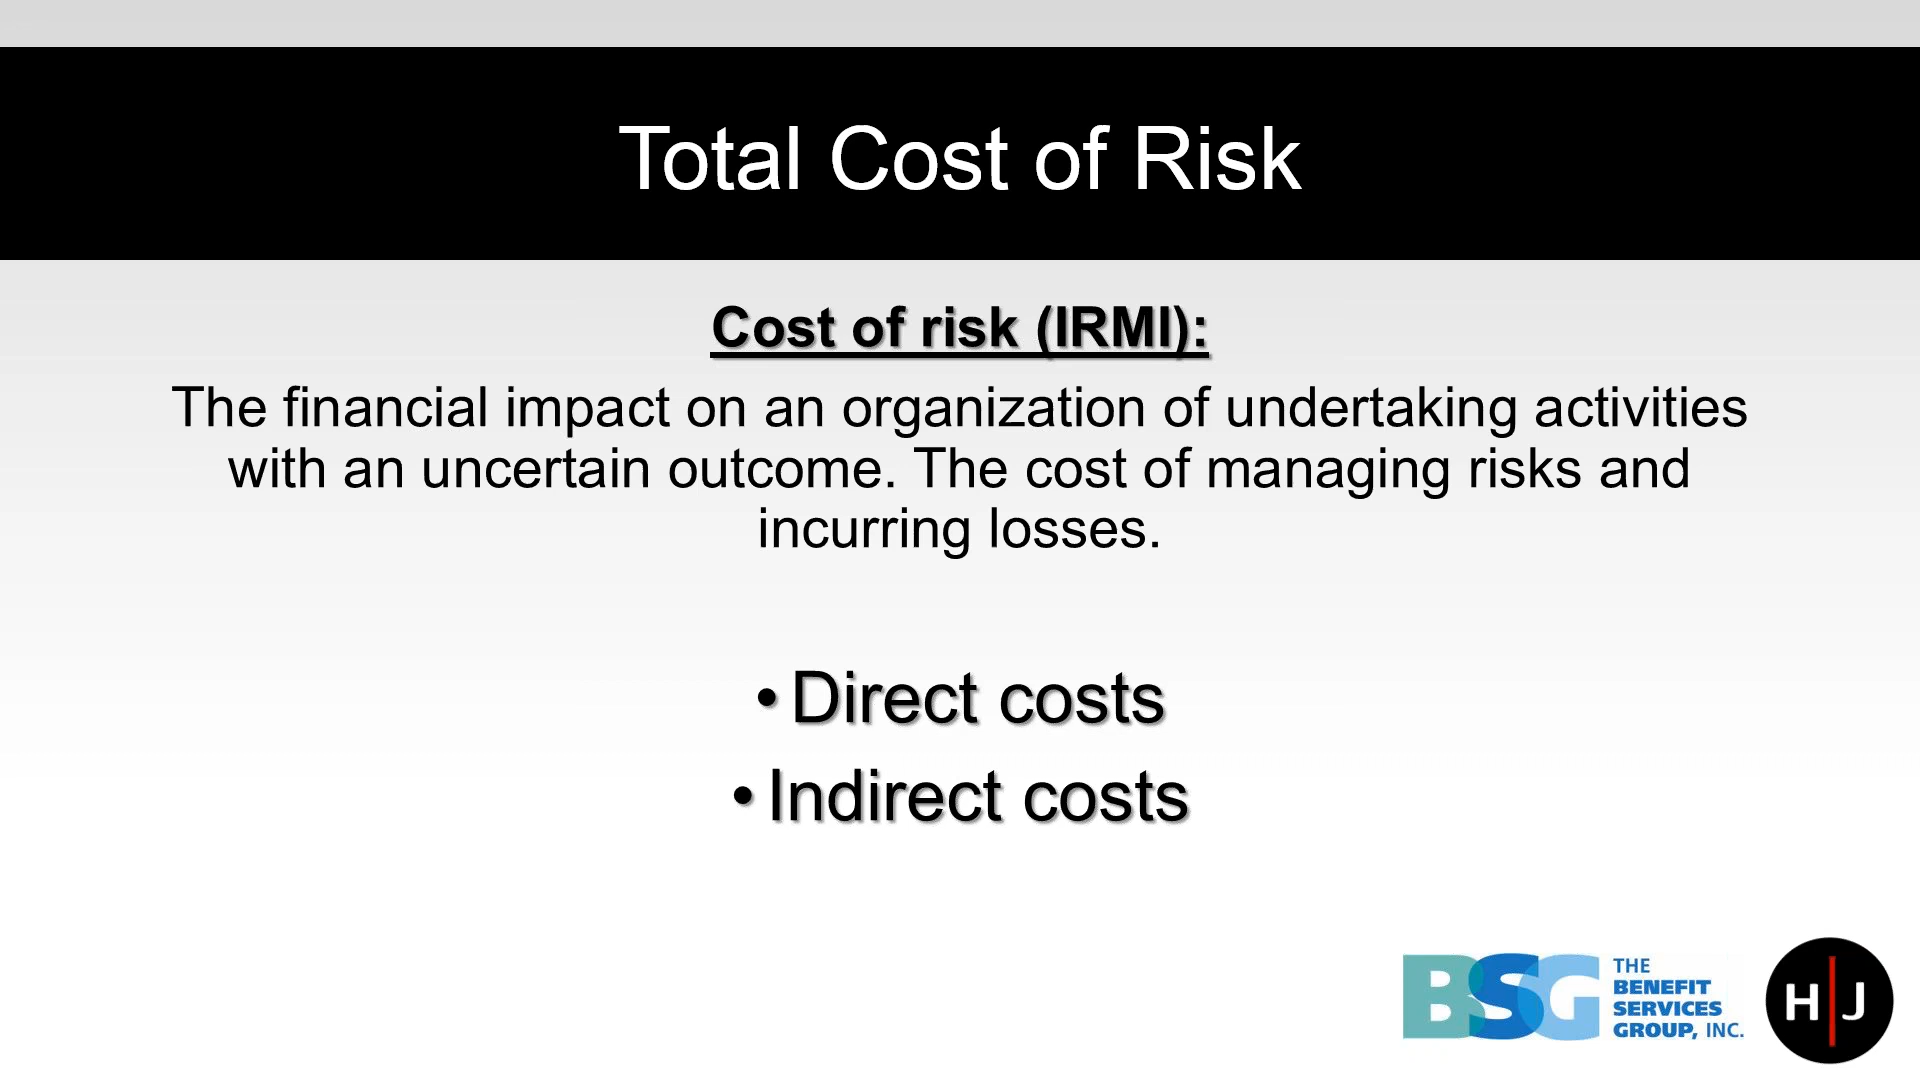 Total Cost of Risk
Cost of risk (IRMI):
The financial impact on an organization of undertaking activities
with an uncertain outcome. The cost of managing risks and
incurring losses.
• Direct costs
• Indirect costs
BSG
THE
BENEFIT
SERVICES
GROUP, INC.
H|J